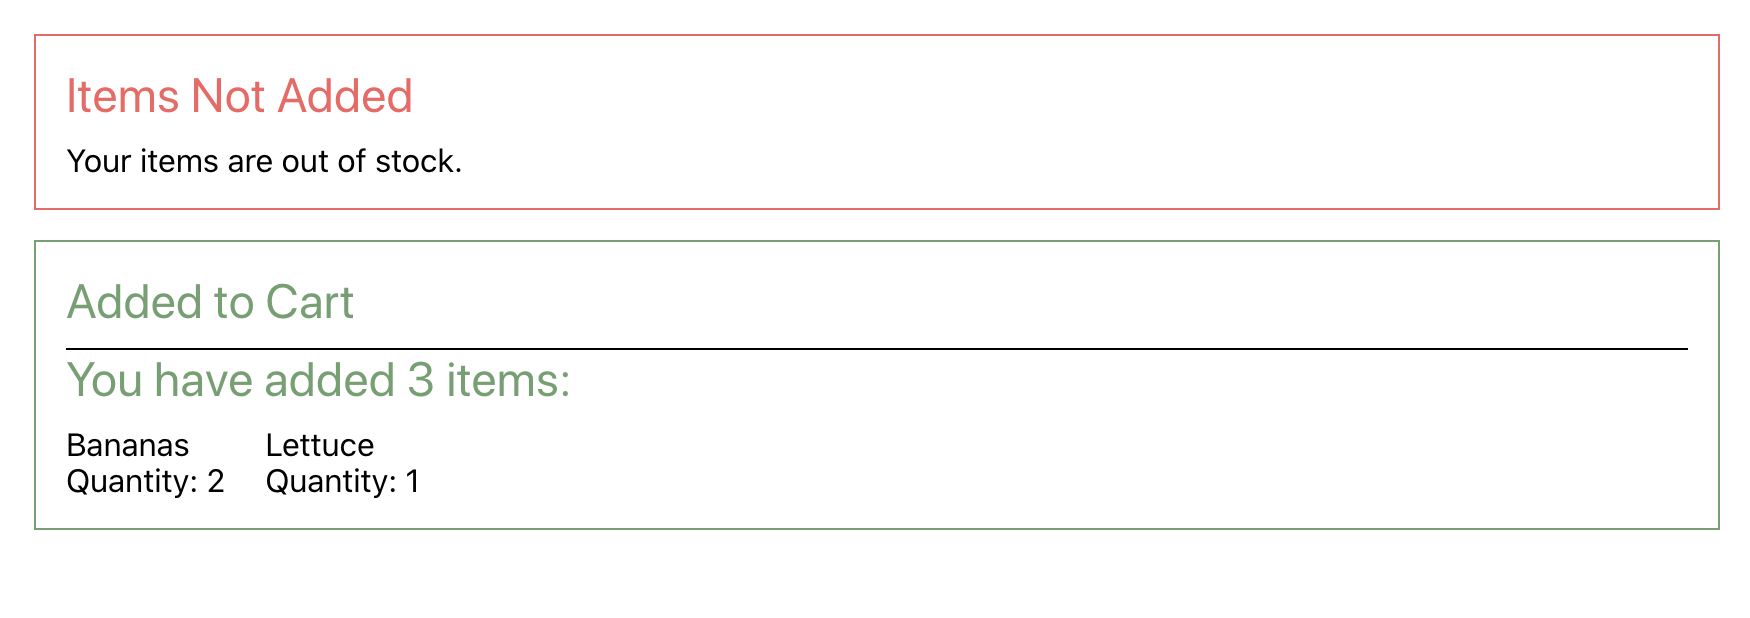 Items Not Added
Your items are out of stock.
Added to Cart
You have added 3 items:
Bananas
Quantity: 2
Lettuce
Quantity: 1